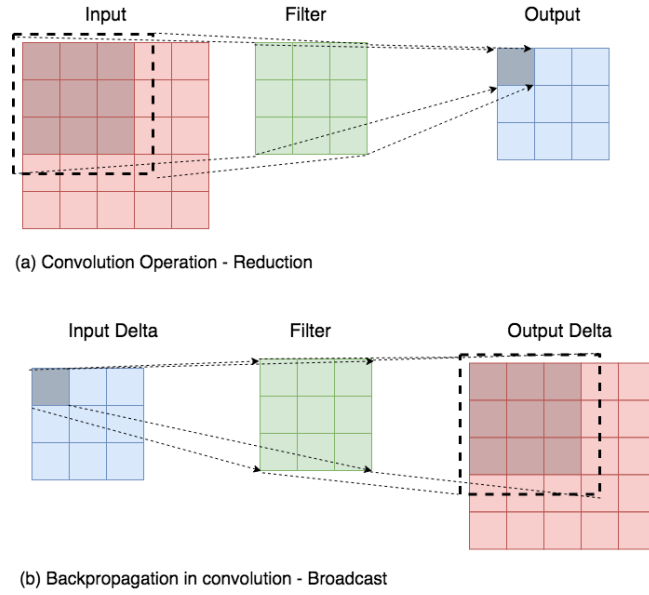 Input Filter Output
(a) Convolution Operation - Reduction
Input Delta Filter Output Delta
(b) Backpropagation in convolution - Broadcast